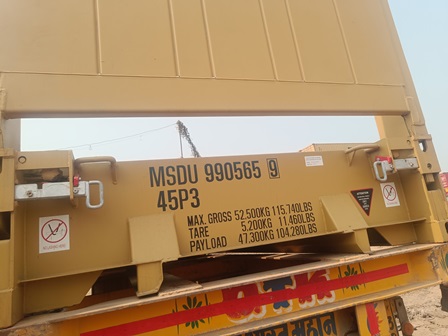 MSDU 990565 9
45P3
MAX. GROSS 52.500KG 115.740LBS
TARE 5.200KG 11.460LBS
PAYLOAD 47.300KG 104.280LBS
महान